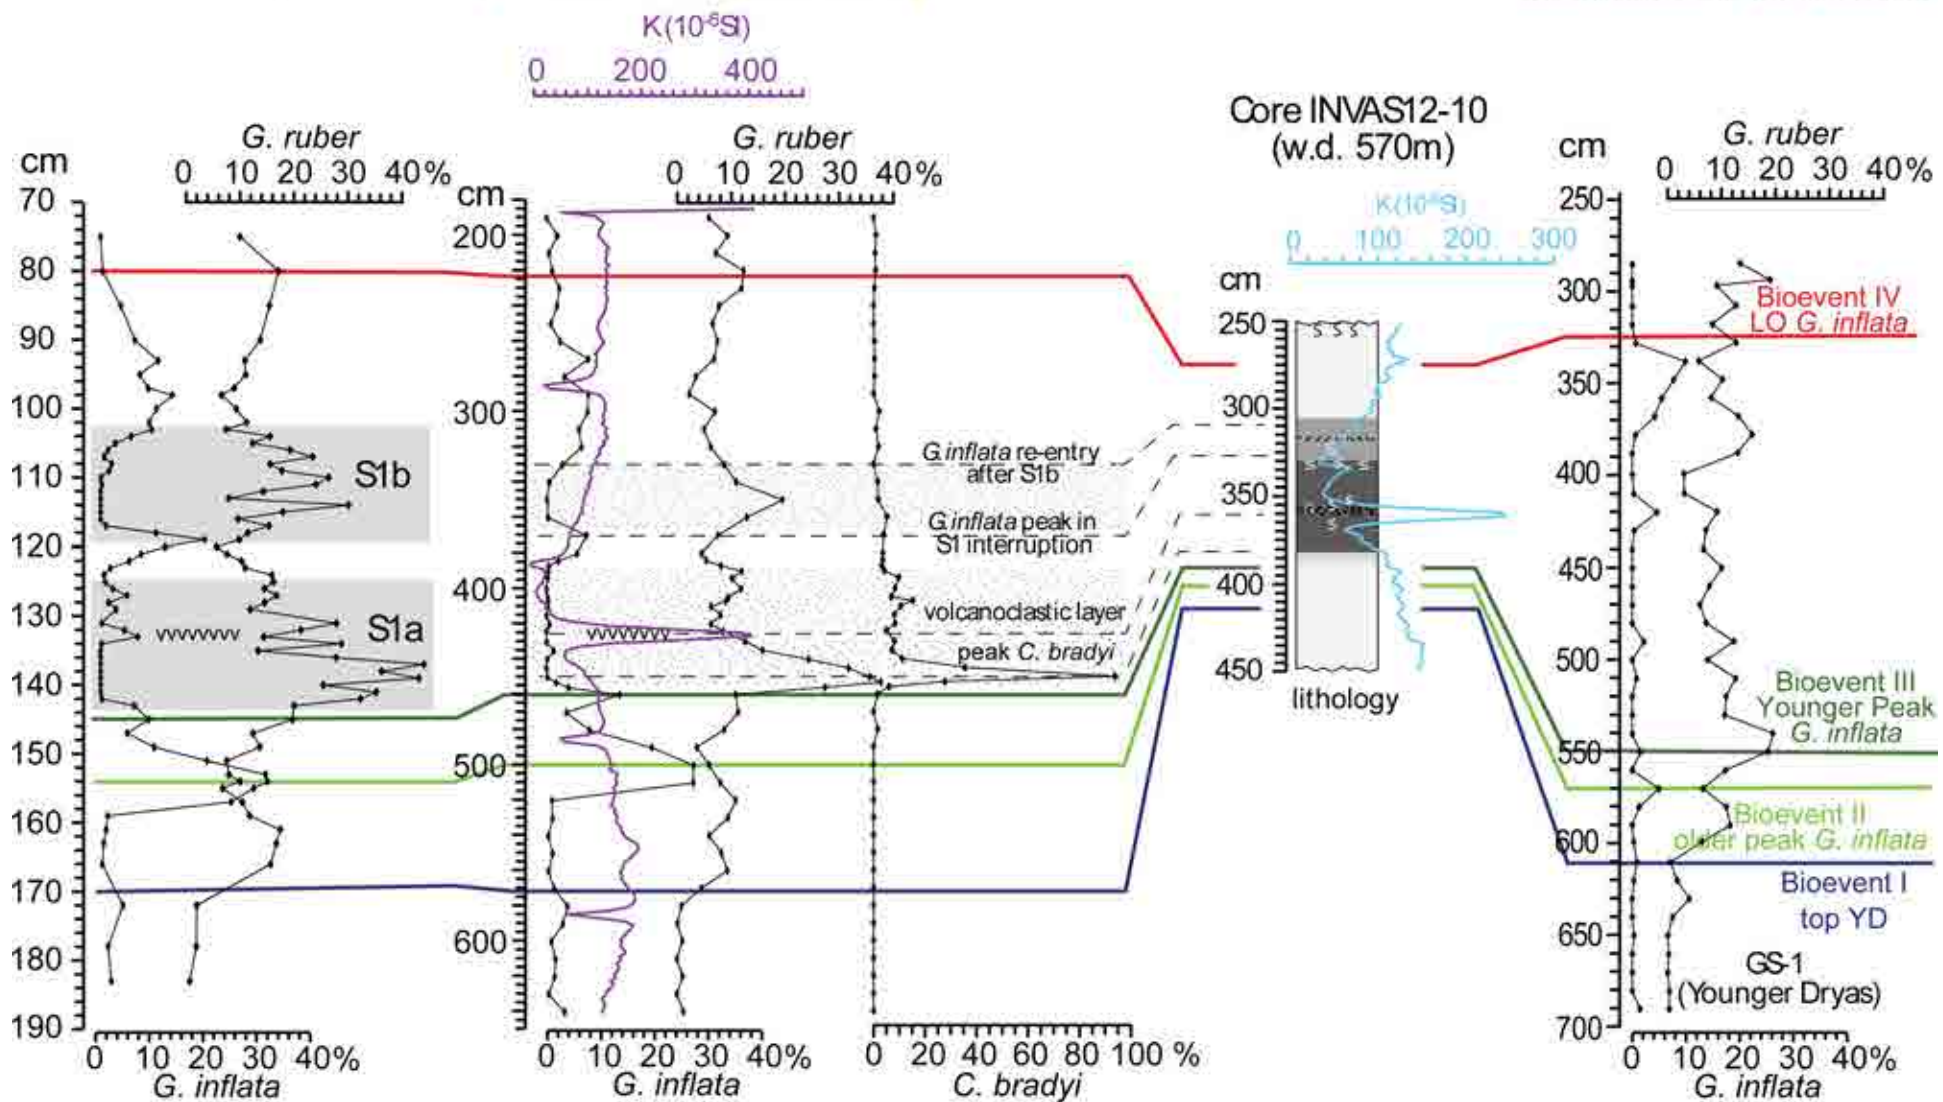 K(10⁻⁶SI)
0 200 400
Core INVAS12-10
(w.d. 570m)
G. ruber
G. ruber
G. ruber
cm
0 10 20 30 40%
cm
0 10 20 30 40%
K(10⁻⁶SI)
0 100 200 300
cm
cm
0 10 20 30 40%
70
80
90
100
110
120
130
140
150
160
170
180
190
S1b
S1a
vvvvvvvv
0 10 20 30 40%
G. inflata
200
300
400
500
600
G.inflata re-entry
after S1b
G.inflata peak in
S1 interruption
volcanoclastic layer
vvvvvvvv
peak C. bradyi
0 10 20 30 40%
G. inflata
0 20 40 60 80 100 %
C. bradyi
250
300
350
400
450
lithology
250
300
350
400
450
500
550
600
650
700
Bioevent IV
LO G. inflata
Bioevent III
Younger Peak
G. inflata
Bioevent II
older peak G. inflata
Bioevent I
top YD
GS-1
(Younger Dryas)
0 10 20 30 40%
G. inflata